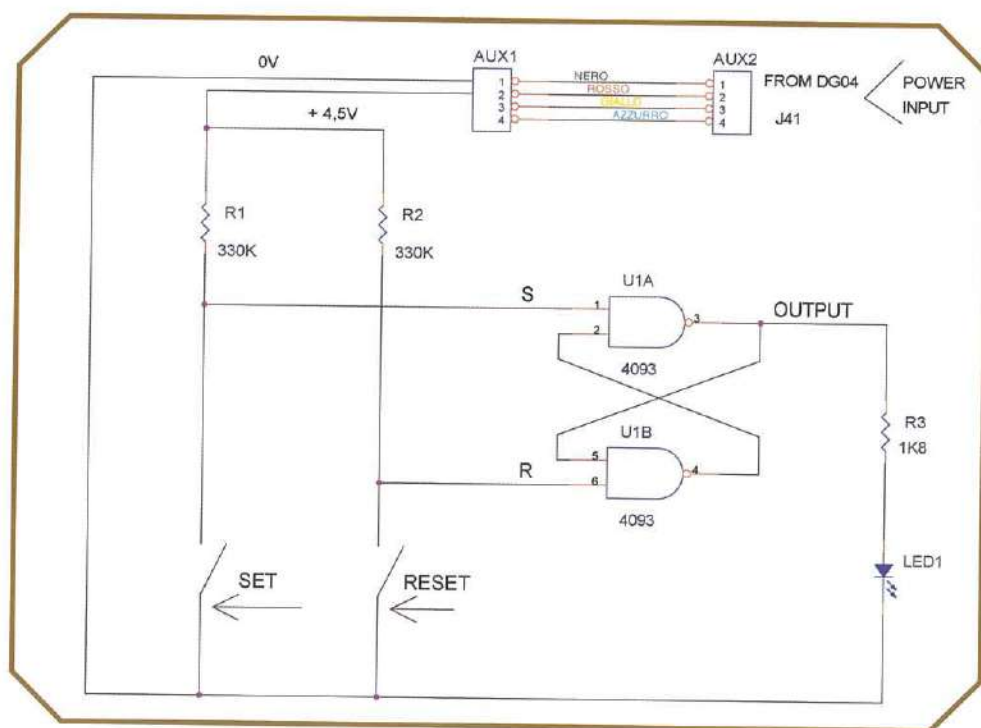 0V
AUX1
AUX2
1
2
3
4
NERO
ROSSO
GIALLO
AZZURRO
1
2
3
4
FROM DG04
J41
POWER
INPUT
+ 4,5V
R1
330K
R2
330K
S
1
2
U1A
3
4093
OUTPUT
R3
1K8
U1B
R
5
6
4
4093
SET
RESET
LED1